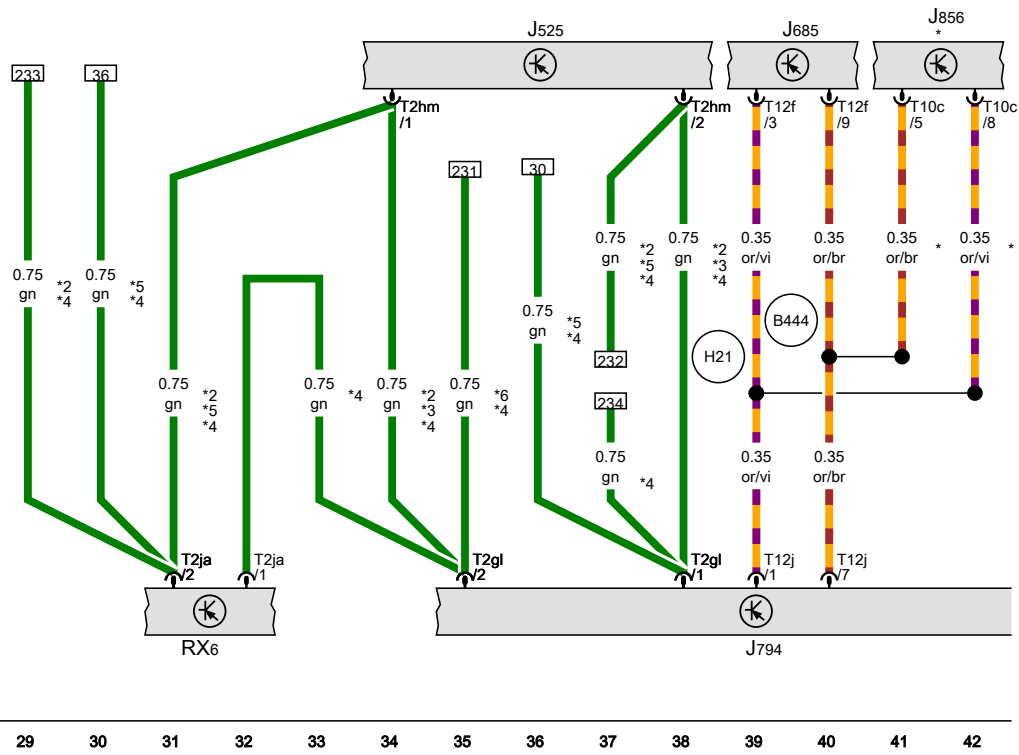 J525
J685
J856
*
233
36
T2hm
/1
T2hm
/2
T12f
/3
T12f
/9
T10c
/5
T10c
/8
231
30
0.75
gn
*2
*4
0.75
gn
*5
*4
0.75
gn
*2
*5
*4
0.75
gn
*2
*3
*4
0.35
or/vi
0.35
or/br
0.35
or/br
*
0.35
or/vi
*
0.75
gn
*5
*4
B444
H21
232
234
0.75
gn
*2
*5
*4
0.75
gn
*4
0.75
gn
*2
*3
*4
0.75
gn
*6
*4
0.75
gn
*4
0.35
or/vi
0.35
or/br
T2ja
/2
T2ja
/1
T2gl
/2
T2gl
/1
T12j
/1
T12j
/7
RX6
J794
29 30 31 32 33 34 35 36 37 38 39 40 41 42